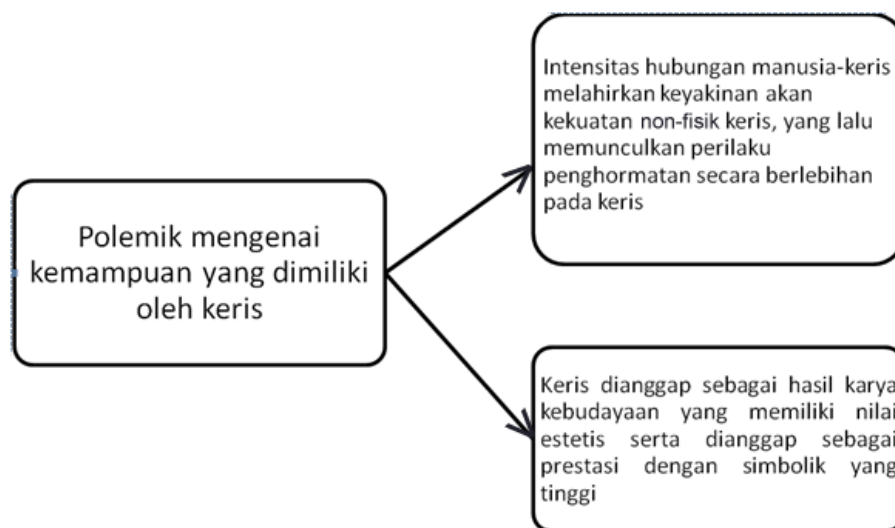 Intensitas hubungan manusia-keris
melahirkan keyakinan akan
kekuatan non-fisik keris, yang lalu
memunculkan perilaku
penghormatan secara berlebihan
pada keris
Polemik mengenai
kemampuan yang dimiliki
oleh keris
Keris dianggap sebagai hasil karya
kebudayaan yang memiliki nilai
estetis serta dianggap sebagai
prestasi dengan simbolik yang
tinggi